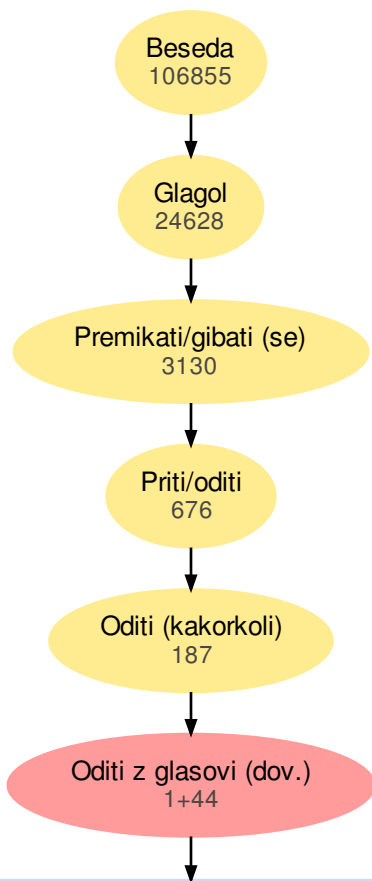 Beseda
106855
Glagol
24628
Premikati/gibati (se)
3130
Priti/oditi
676
Oditi (kakorkoli)
187
Oditi z glasovi (dov.)
1+44